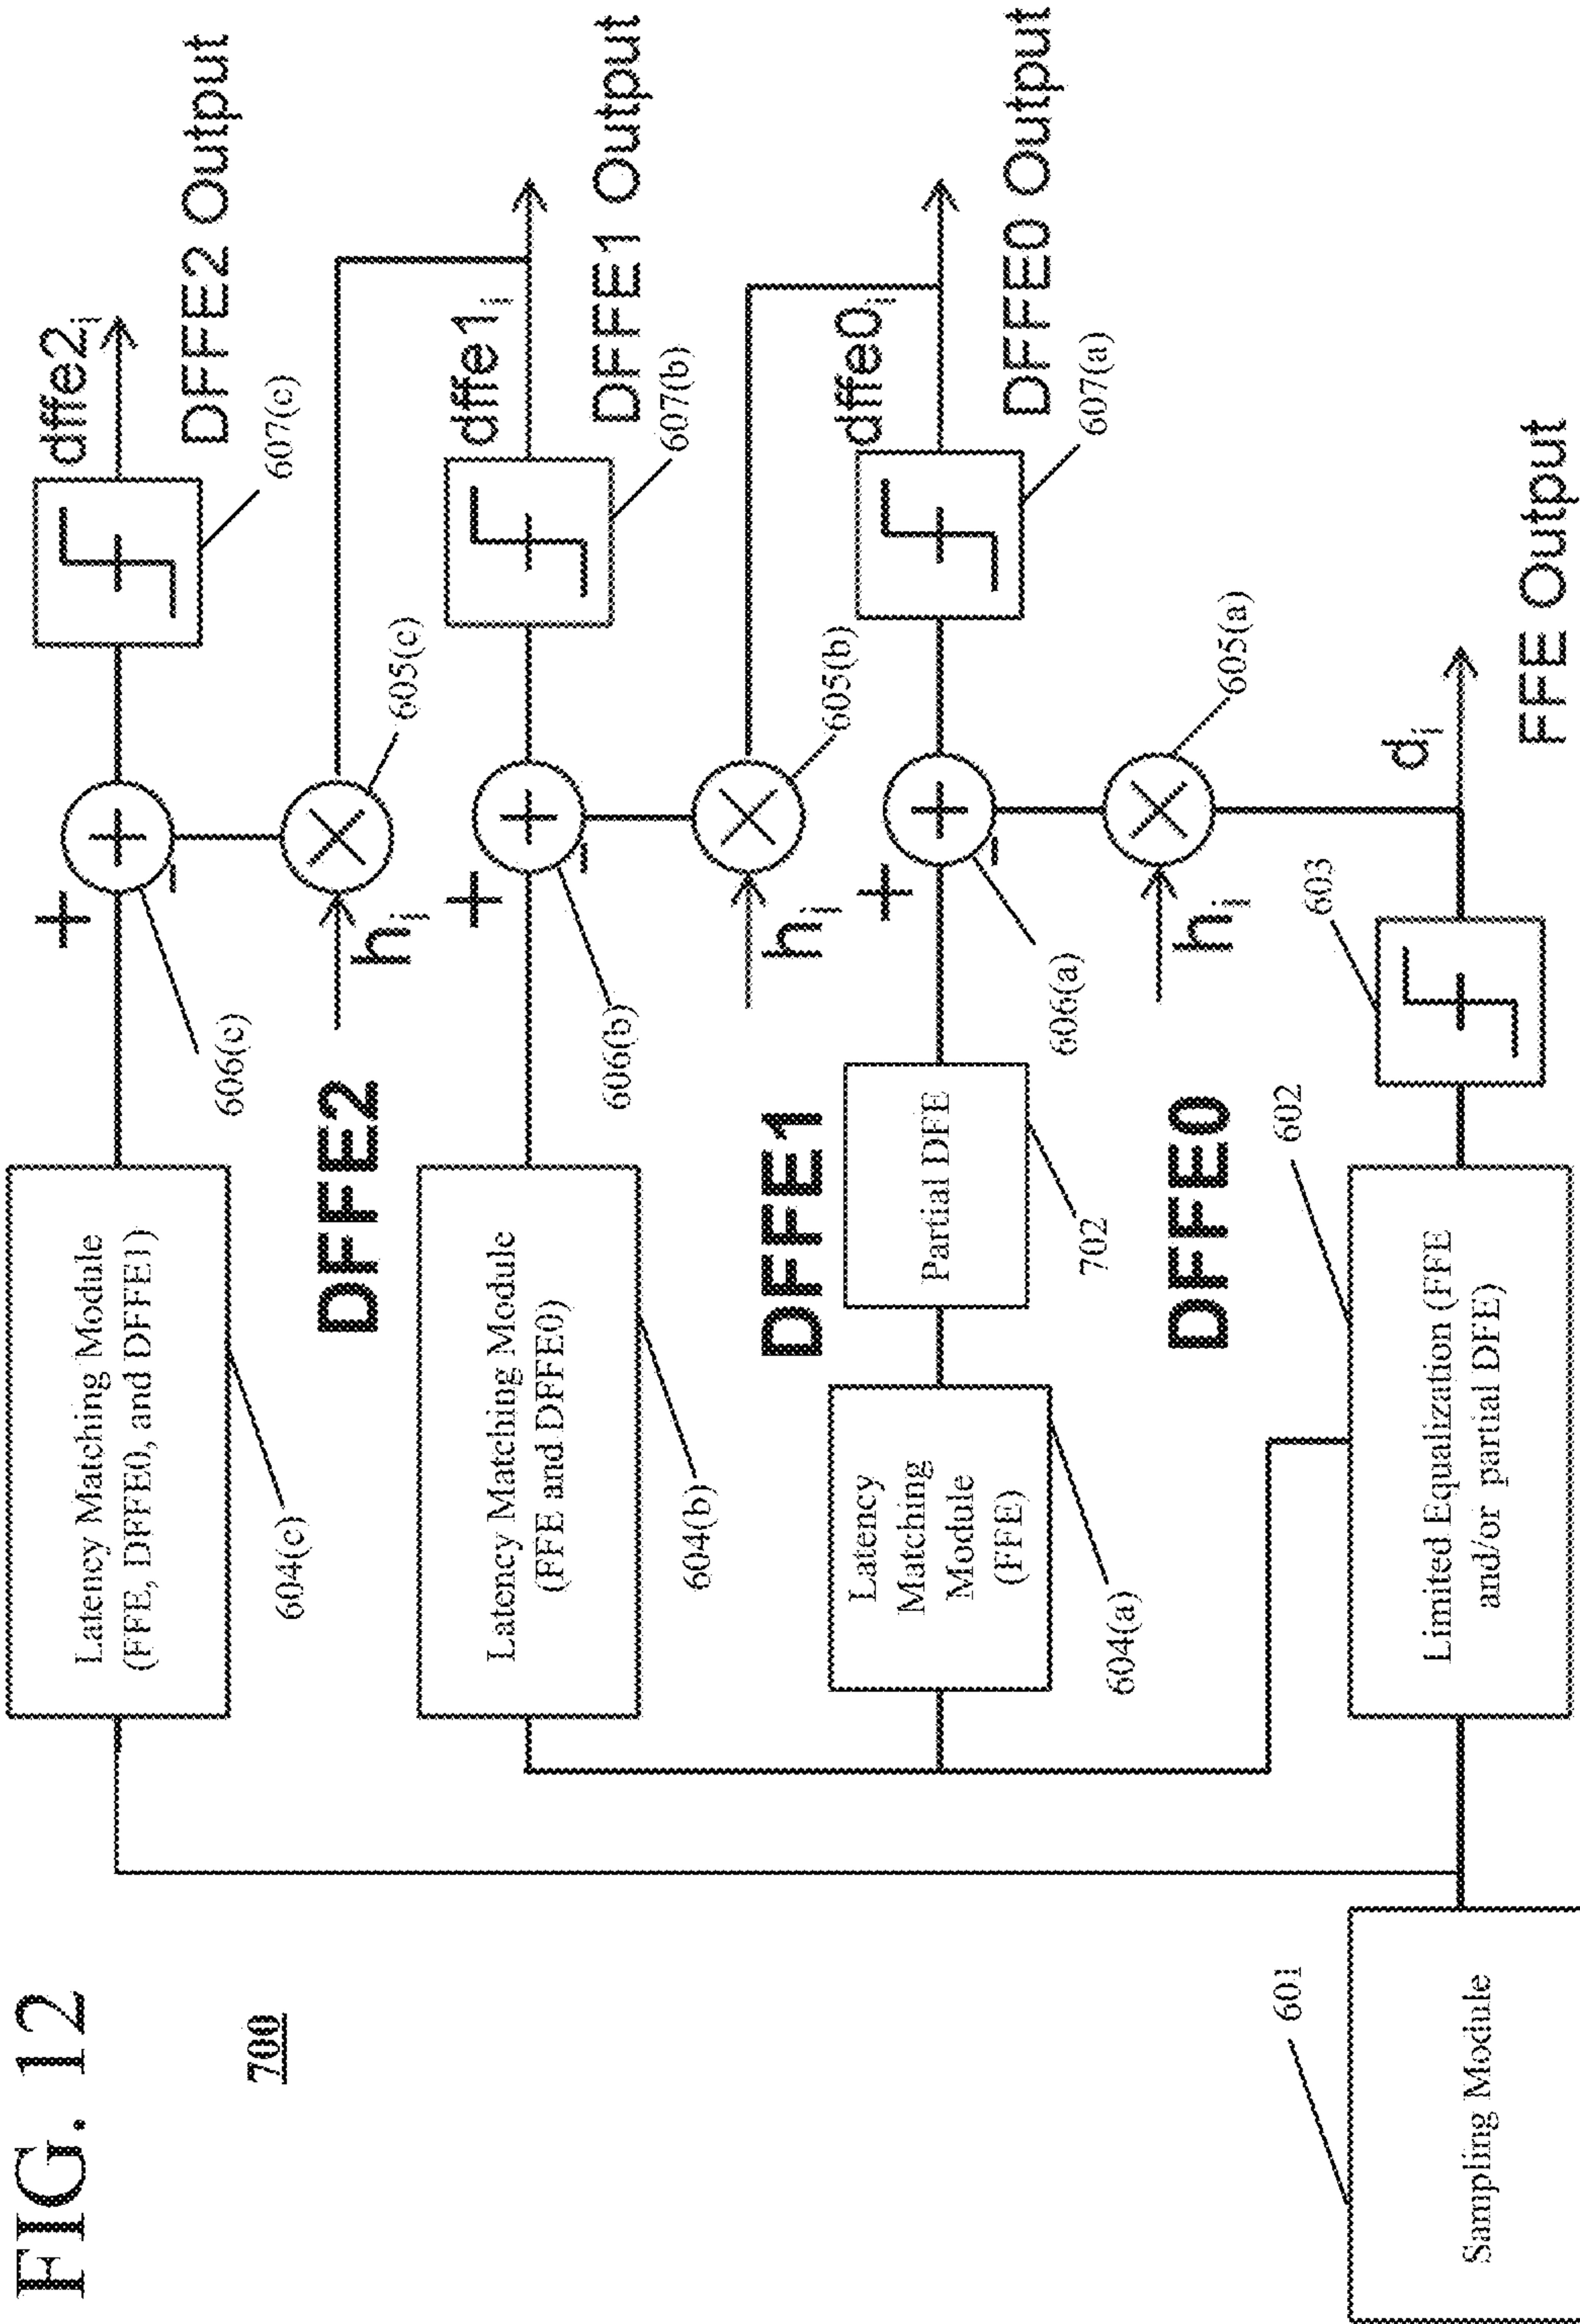 FIG. 12
700
Latency Matching Module
(FFE, DFFE0, and DFFE1)
604(c)
+
+
-
606(c)
607(c)
dffe2i
DFFE2 Output
DFFE2
hi
605(c)
Latency Matching Module
(FFE and DFFE0)
604(b)
+
+
-
606(b)
607(b)
dffe1i
DFFE1 Output
DFFE1
hi
605(b)
Latency
Matching
Module
(FFE)
604(a)
Partial DFE
702
+
+
-
606(a)
607(a)
dffe0i
DFFE0 Output
DFFE0
hi
605(a)
601
Sampling Module
602
Limited Equalization (FFE
and/or partial DFE)
603
di
FFE Output